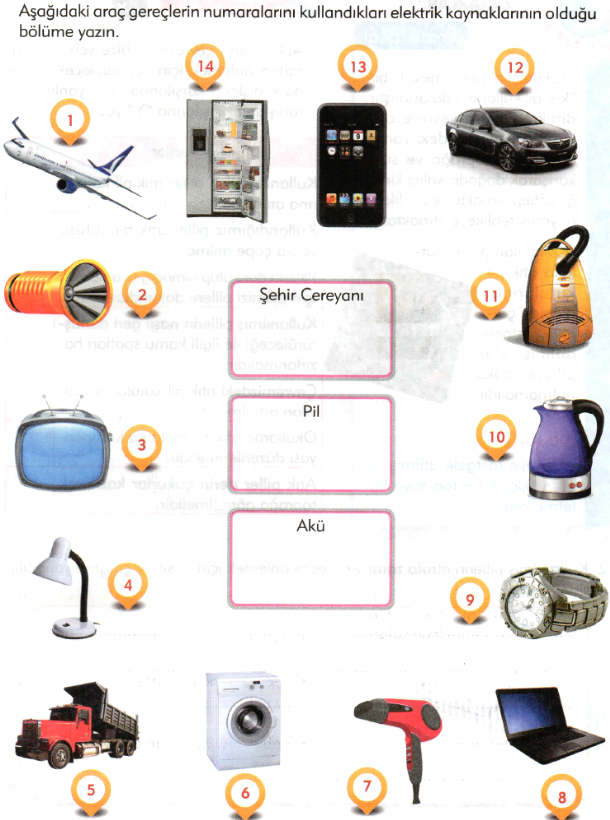 Aşağıdaki araç gereçlerin numaralarını kullandıkları elektrik kaynaklarının olduğu
bölüme yazın.
14
13
12
1
2
Şehir Cereyanı
11
3
Pil
10
4
Akü
9
5
6
7
8